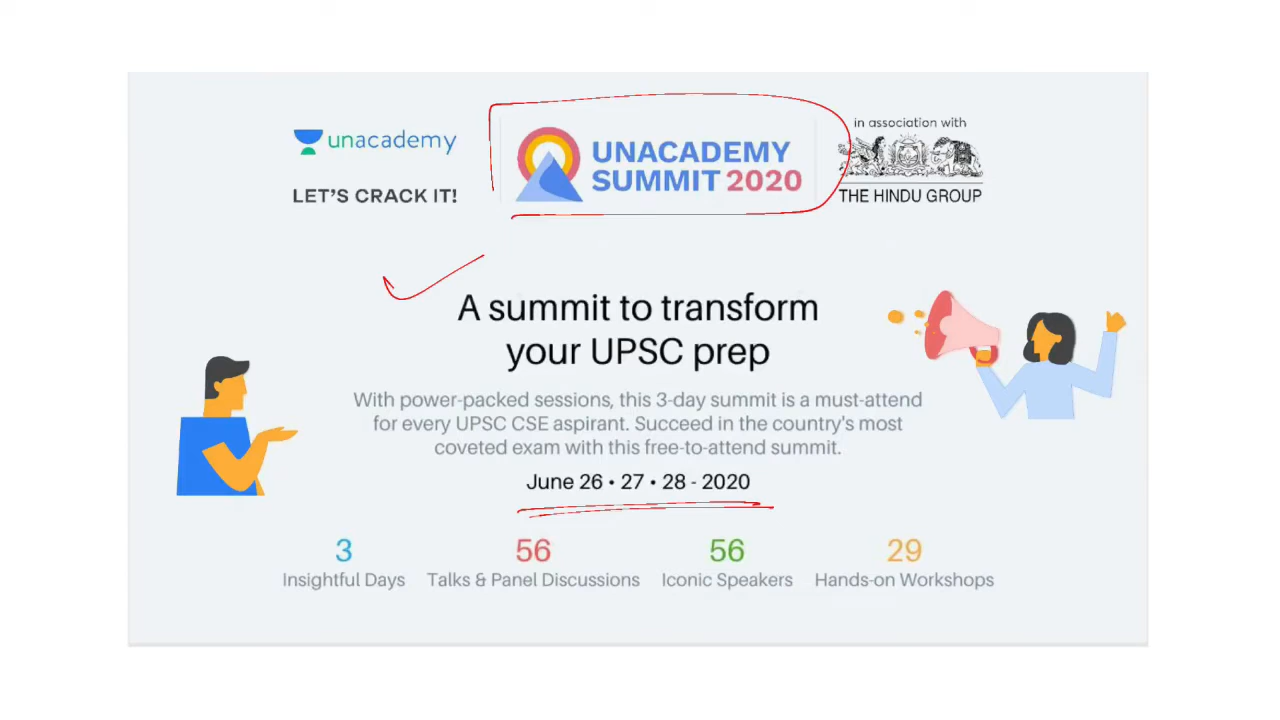 unacademy
LET'S CRACK IT!
UNACADEMY
SUMMIT 2020
in association with
THE HINDU GROUP
A summit to transform
your UPSC prep
With power-packed sessions, this 3-day summit is a must-attend
for every UPSC CSE aspirant. Succeed in the country's most
coveted exam with this free-to-attend summit.
June 26 • 27 • 28 - 2020
3 56 56 29
Insightful Days Talks & Panel Discussions Iconic Speakers Hands-on Workshops